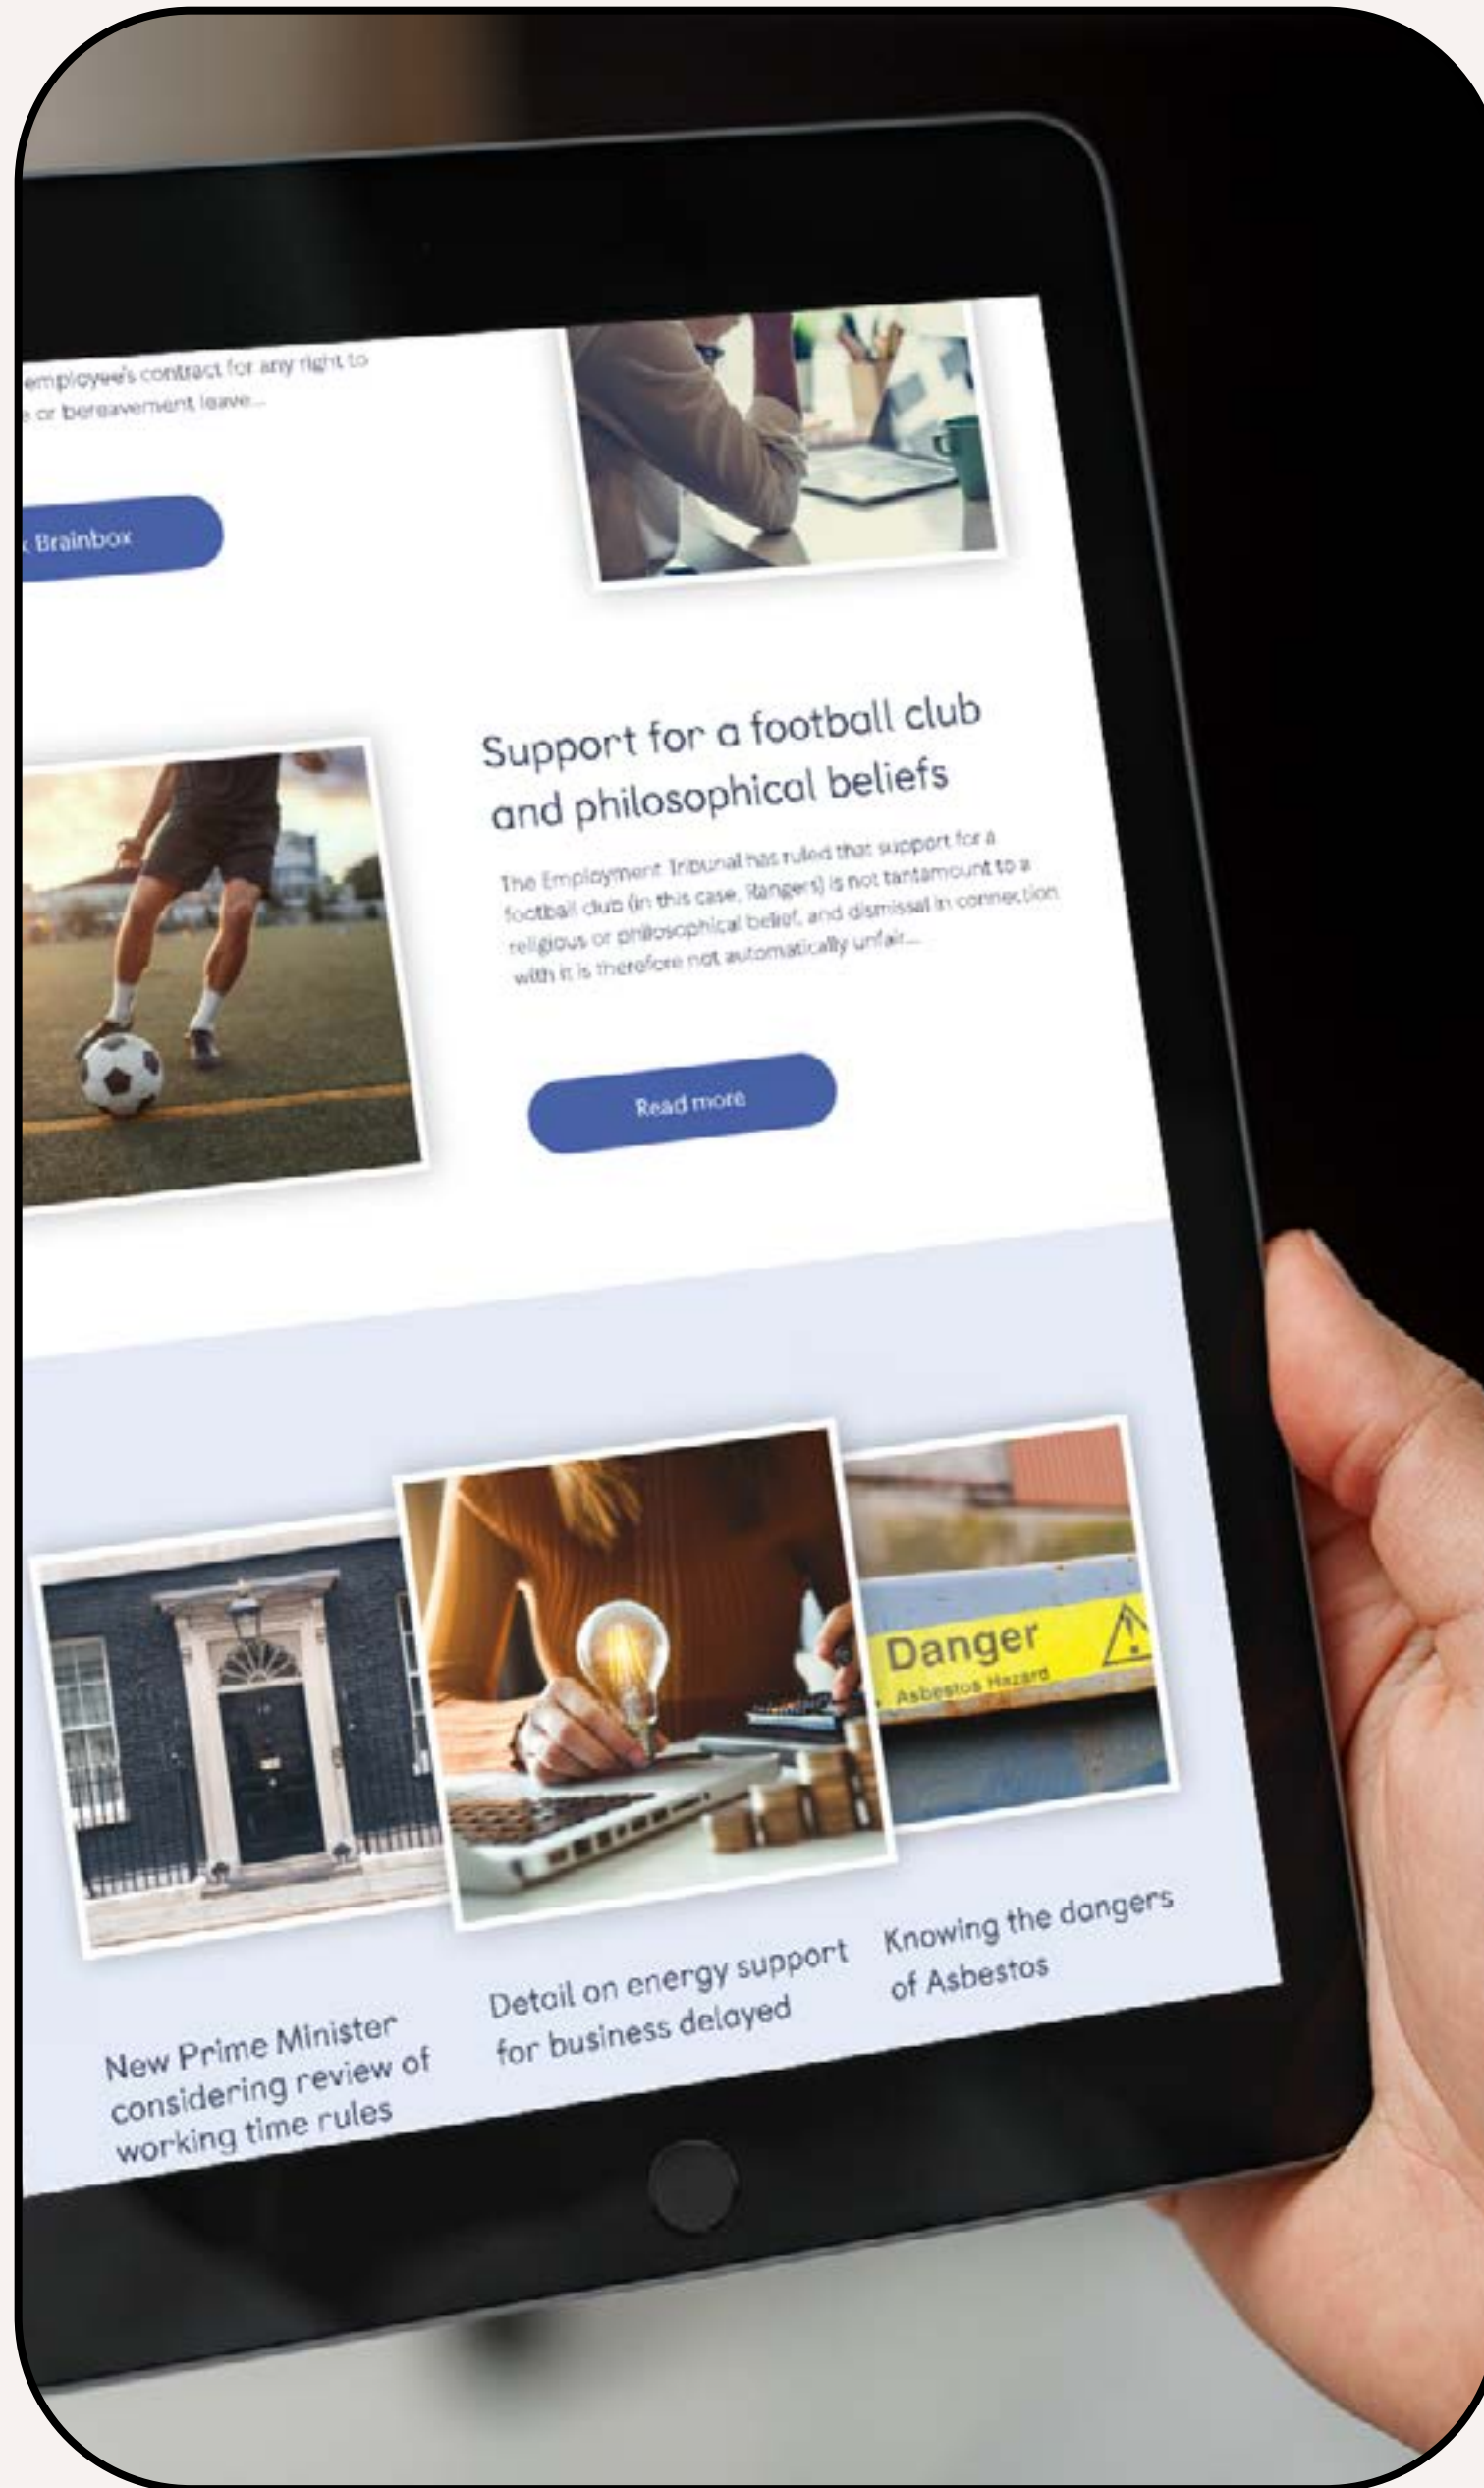 employee's contract for any right to
or bereavement leave...
Brainbox
Support for a football club
and philosophical beliefs
The Employment Tribunal has ruled that support for a
football club (in this case, Rangers) is not tantamount to a
religious or philosophical belief, and dismissal in connection
with it is therefore not automatically unfair...
Read more
Danger
Asbestos Hazard
New Prime Minister
considering review of
working time rules
Detail on energy support
for business delayed
Knowing the dangers
of Asbestos